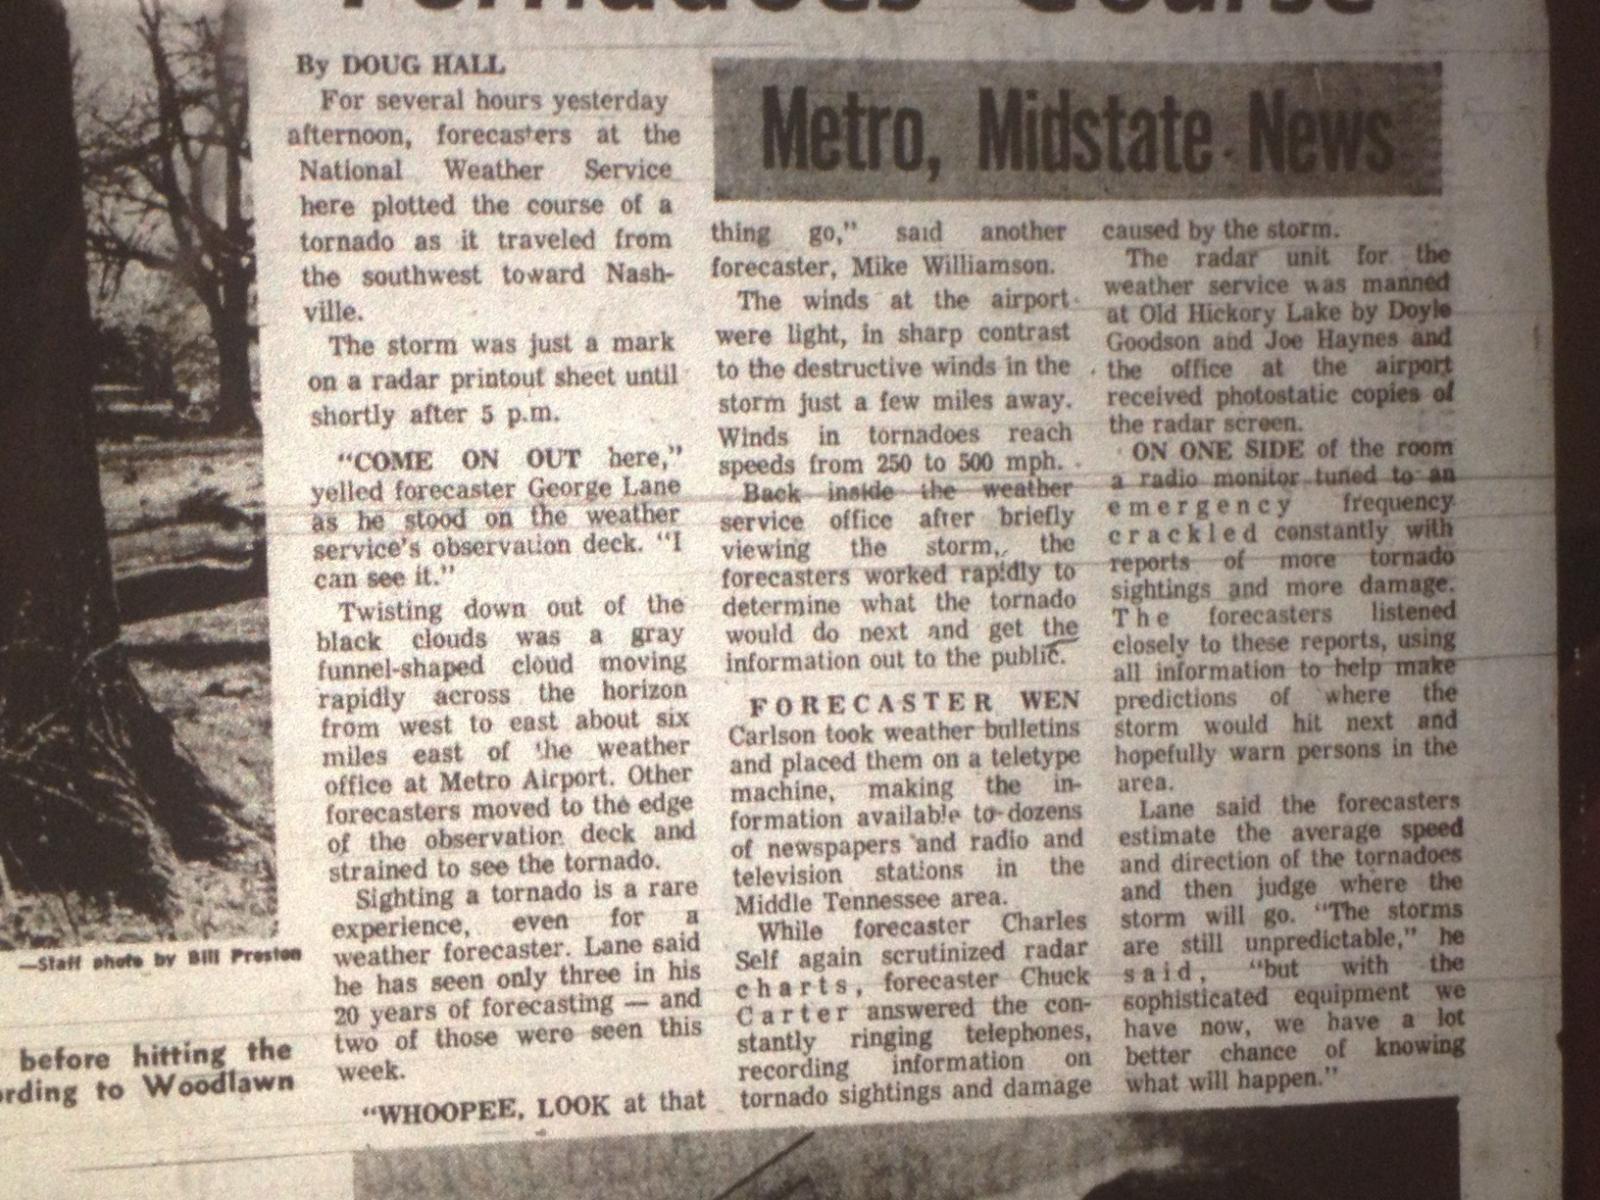 Tornadoes' Course
By DOUG HALL
For several hours yesterday
afternoon, forecasters at the
National Weather Service
here plotted the course of a
tornado as it traveled from
the southwest toward Nash-
ville.
The storm was just a mark
on a radar printout sheet until
shortly after 5 p.m.
"COME ON OUT here,"
yelled forecaster George Lane
as he stood on the weather
service's observation deck. "I
can see it."
Twisting down out of the
black clouds was a gray
funnel-shaped cloud moving
rapidly across the horizon
from west to east about six
miles east of the weather
office at Metro Airport. Other
forecasters moved to the edge
of the observation deck and
strained to see the tornado.
Sighting a tornado is a rare
experience, even for a
weather forecaster. Lane said
he has seen only three in his
20 years of forecasting — and
two of those were seen this
week.
"WHOOPEE, LOOK at that
Metro, Midstate News
thing go," said another
forecaster, Mike Williamson.
The winds at the airport
were light, in sharp contrast
to the destructive winds in the
storm just a few miles away.
Winds in tornadoes reach
speeds from 250 to 500 mph.
Back inside the weather
service office after briefly
viewing the storm, the
forecasters worked rapidly to
determine what the tornado
would do next and get the
information out to the public.
FORECASTER WEN
Carlson took weather bulletins
and placed them on a teletype
machine, making the in-
formation available to dozens
of newspapers and radio and
television stations in the
Middle Tennessee area.
While forecaster Charles
Self again scrutinized radar
charts, forecaster Chuck
Carter answered the con-
stantly ringing telephones,
recording information on
tornado sightings and damage
caused by the storm.
The radar unit for the
weather service was manned
at Old Hickory Lake by Doyle
Goodson and Joe Haynes and
the office at the airport
received photostatic copies of
the radar screen.
ON ONE SIDE of the room
a radio monitor tuned to an
emergency frequency
crackled constantly with
reports of more tornado
sightings and more damage.
The forecasters listened
closely to these reports, using
all information to help make
predictions of where the
storm would hit next and
hopefully warn persons in the
area.
Lane said the forecasters
estimate the average speed
and direction of the tornadoes
and then judge where the
storm will go. "The storms
are still unpredictable," he
said, "but with the
sophisticated equipment we
have now, we have a lot
better chance of knowing
what will happen."
—Staff photo by Bill Preston
before hitting the
ording to Woodlawn